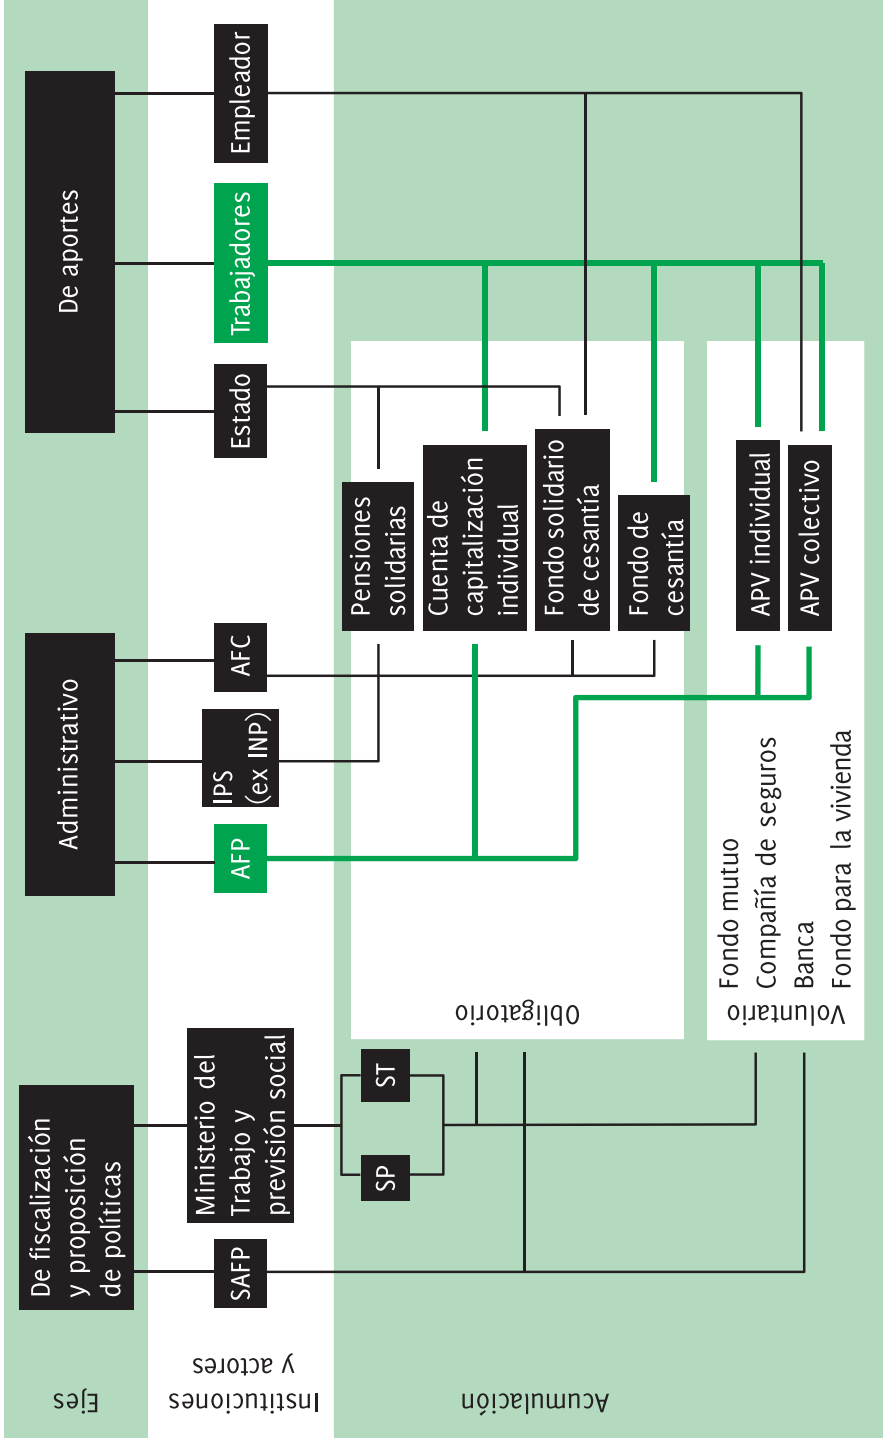 Ejes
De fiscalización
y proposición
de políticas
Administrativo
De aportes
Instituciones
y actores
SAFP
Ministerio del
Trabajo y
previsión social
AFP
IPS
(ex INP)
AFC
Estado
Trabajadores
Empleador
Acumulación
SP
ST
Obligatorio
Pensiones
solidarias
Cuenta de
capitalización
individual
Fondo solidario
de cesantía
Fondo de
cesantía
Voluntario
Fondo mutuo
Compañía de seguros
Banca
Fondo para la vivienda
APV individual
APV colectivo